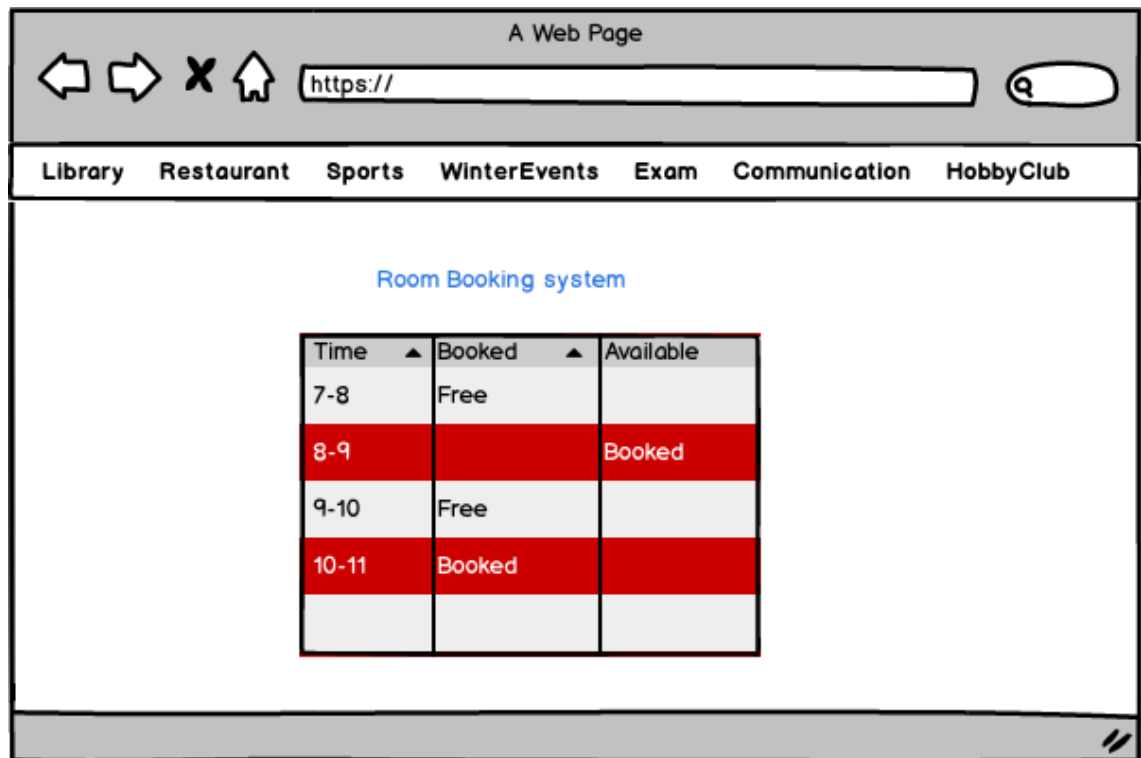 A Web Page
https://
Library Restaurant Sports WinterEvents Exam Communication HobbyClub
Room Booking system
Time Booked Available
7-8 Free
8-9 Booked
9-10 Free
10-11 Booked